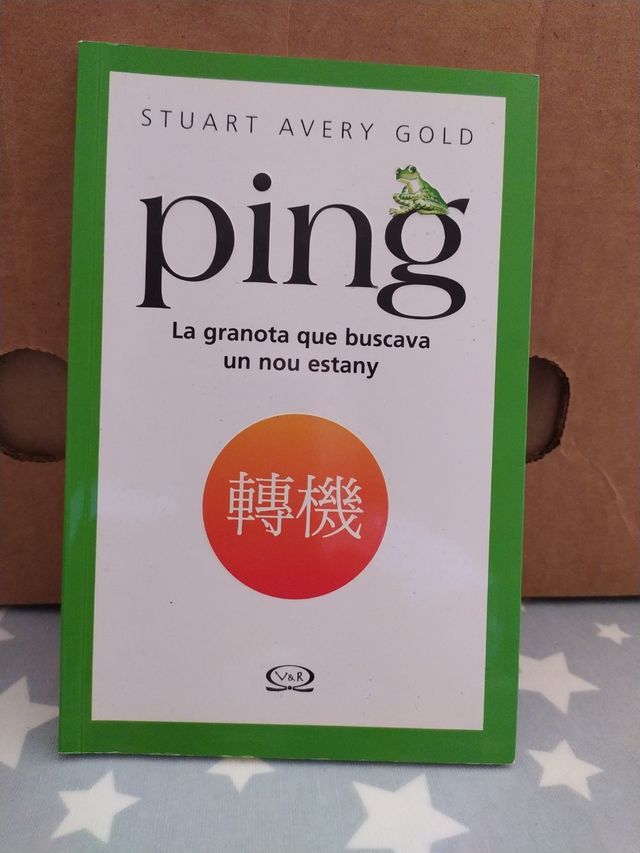 STUART AVERY GOLD
ping
La granota que buscava
un nou estany
轉機
V&R